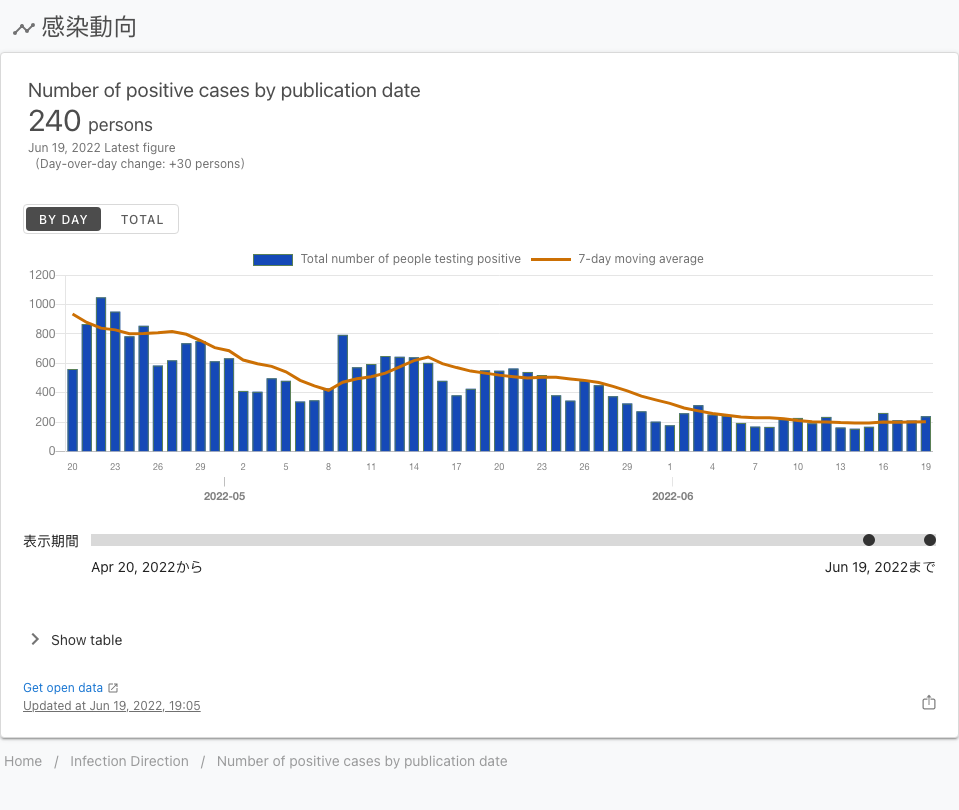 感染動向
Number of positive cases by publication date
240 persons
Jun 19, 2022 Latest figure
(Day-over-day change: +30 persons)
BY DAY TOTAL
Total number of people testing positive 7-day moving average
1200
1000
800
600
400
200
0
20 23 26 29 2 5 8 11 14 17 20 23 26 29 1 4 7 10 13 16 19
2022-05 2022-06
表示期間
Apr 20, 2022から Jun 19, 2022まで
Show table
Get open data
Updated at Jun 19, 2022, 19:05
Home / Infection Direction / Number of positive cases by publication date